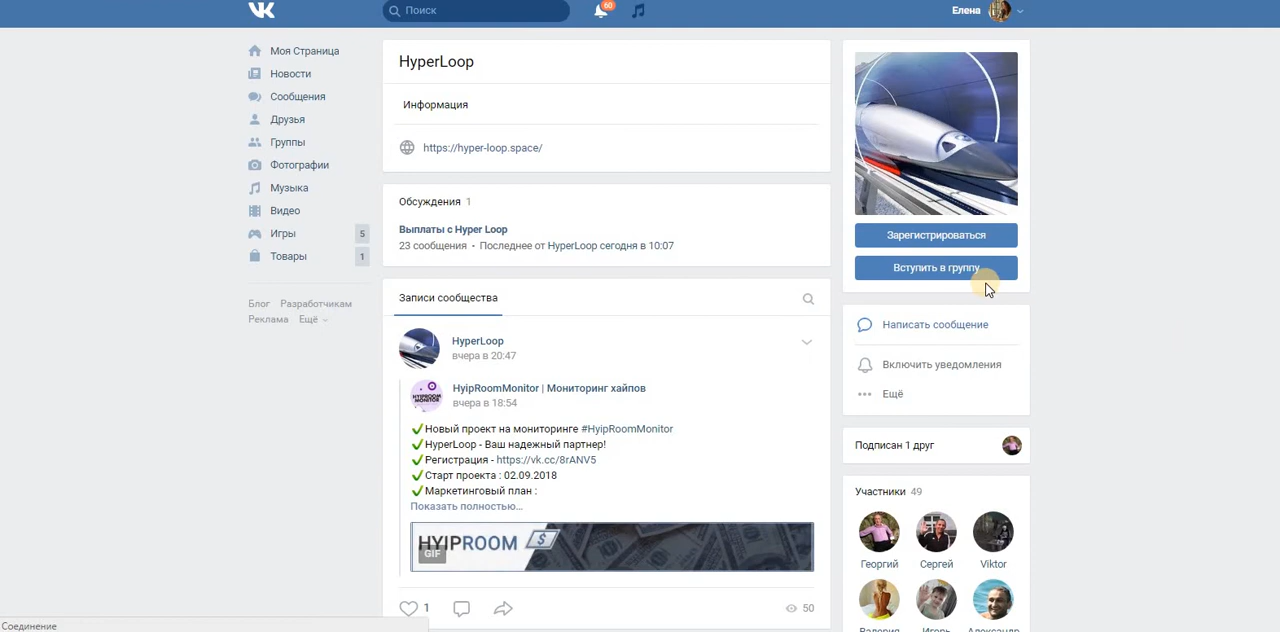 Поиск
60
Елена
Моя Страница
Новости
Сообщения
Друзья
Группы
Фотографии
Музыка
Видео
Игры 5
Товары 1
Блог Разработчикам
Реклама Ещё
HyperLoop
Информация
https://hyper-loop.space/
Обсуждения 1
Выплаты с Hyper Loop
23 сообщения • Последнее от HyperLoop сегодня в 10:07
Записи сообщества
HyperLoop
вчера в 20:47
HyipRoomMonitor | Мониторинг хайпов
вчера в 18:54
HYIPROOM
MONITOR
✔Новый проект на мониторинге #HyipRoomMonitor
✔HyperLoop - Ваш надежный партнер!
✔Регистрация - https://vk.cc/8rANV5
✔Старт проекта : 02.09.2018
✔Маркетинговый план :
Показать полностью…
HYIPROOM $
GIF
1
50
Зарегистрироваться
Вступить в группу
Написать сообщение
Включить уведомления
Ещё
Подписан 1 друг
Участники 49
Георгий Сергей Viktor
Валерия Игорь Александр
Соединение